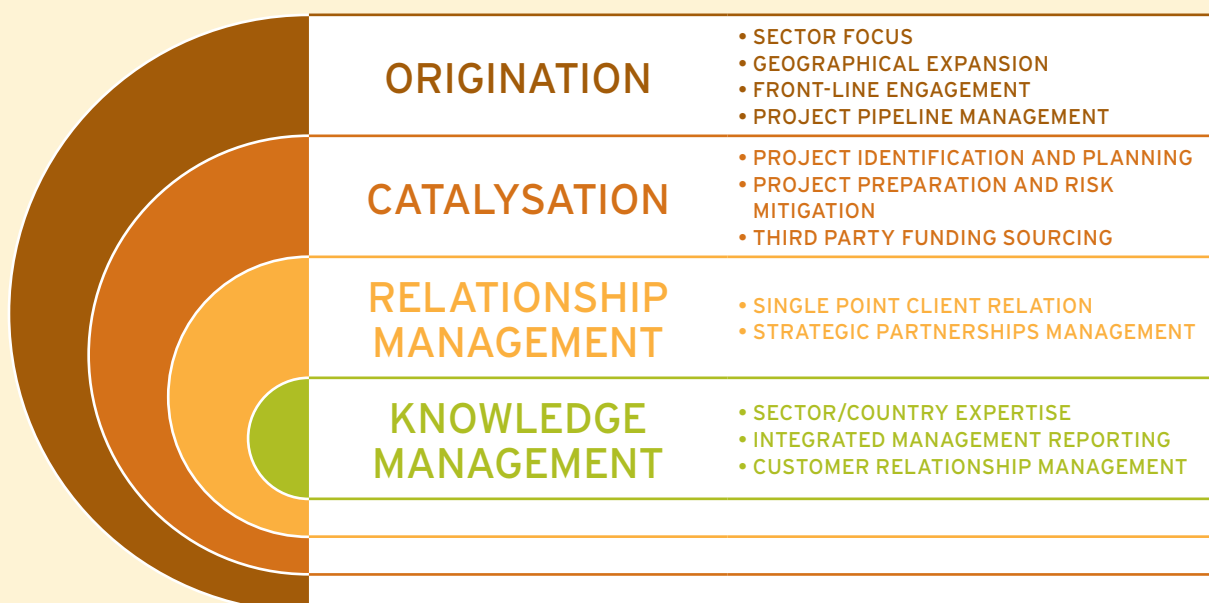 ORIGINATION
• SECTOR FOCUS
• GEOGRAPHICAL EXPANSION
• FRONT-LINE ENGAGEMENT
• PROJECT PIPELINE MANAGEMENT
CATALYSATION
• PROJECT IDENTIFICATION AND PLANNING
• PROJECT PREPARATION AND RISK
MITIGATION
• THIRD PARTY FUNDING SOURCING
RELATIONSHIP
MANAGEMENT
• SINGLE POINT CLIENT RELATION
• STRATEGIC PARTNERSHIPS MANAGEMENT
KNOWLEDGE
MANAGEMENT
• SECTOR/COUNTRY EXPERTISE
• INTEGRATED MANAGEMENT REPORTING
• CUSTOMER RELATIONSHIP MANAGEMENT